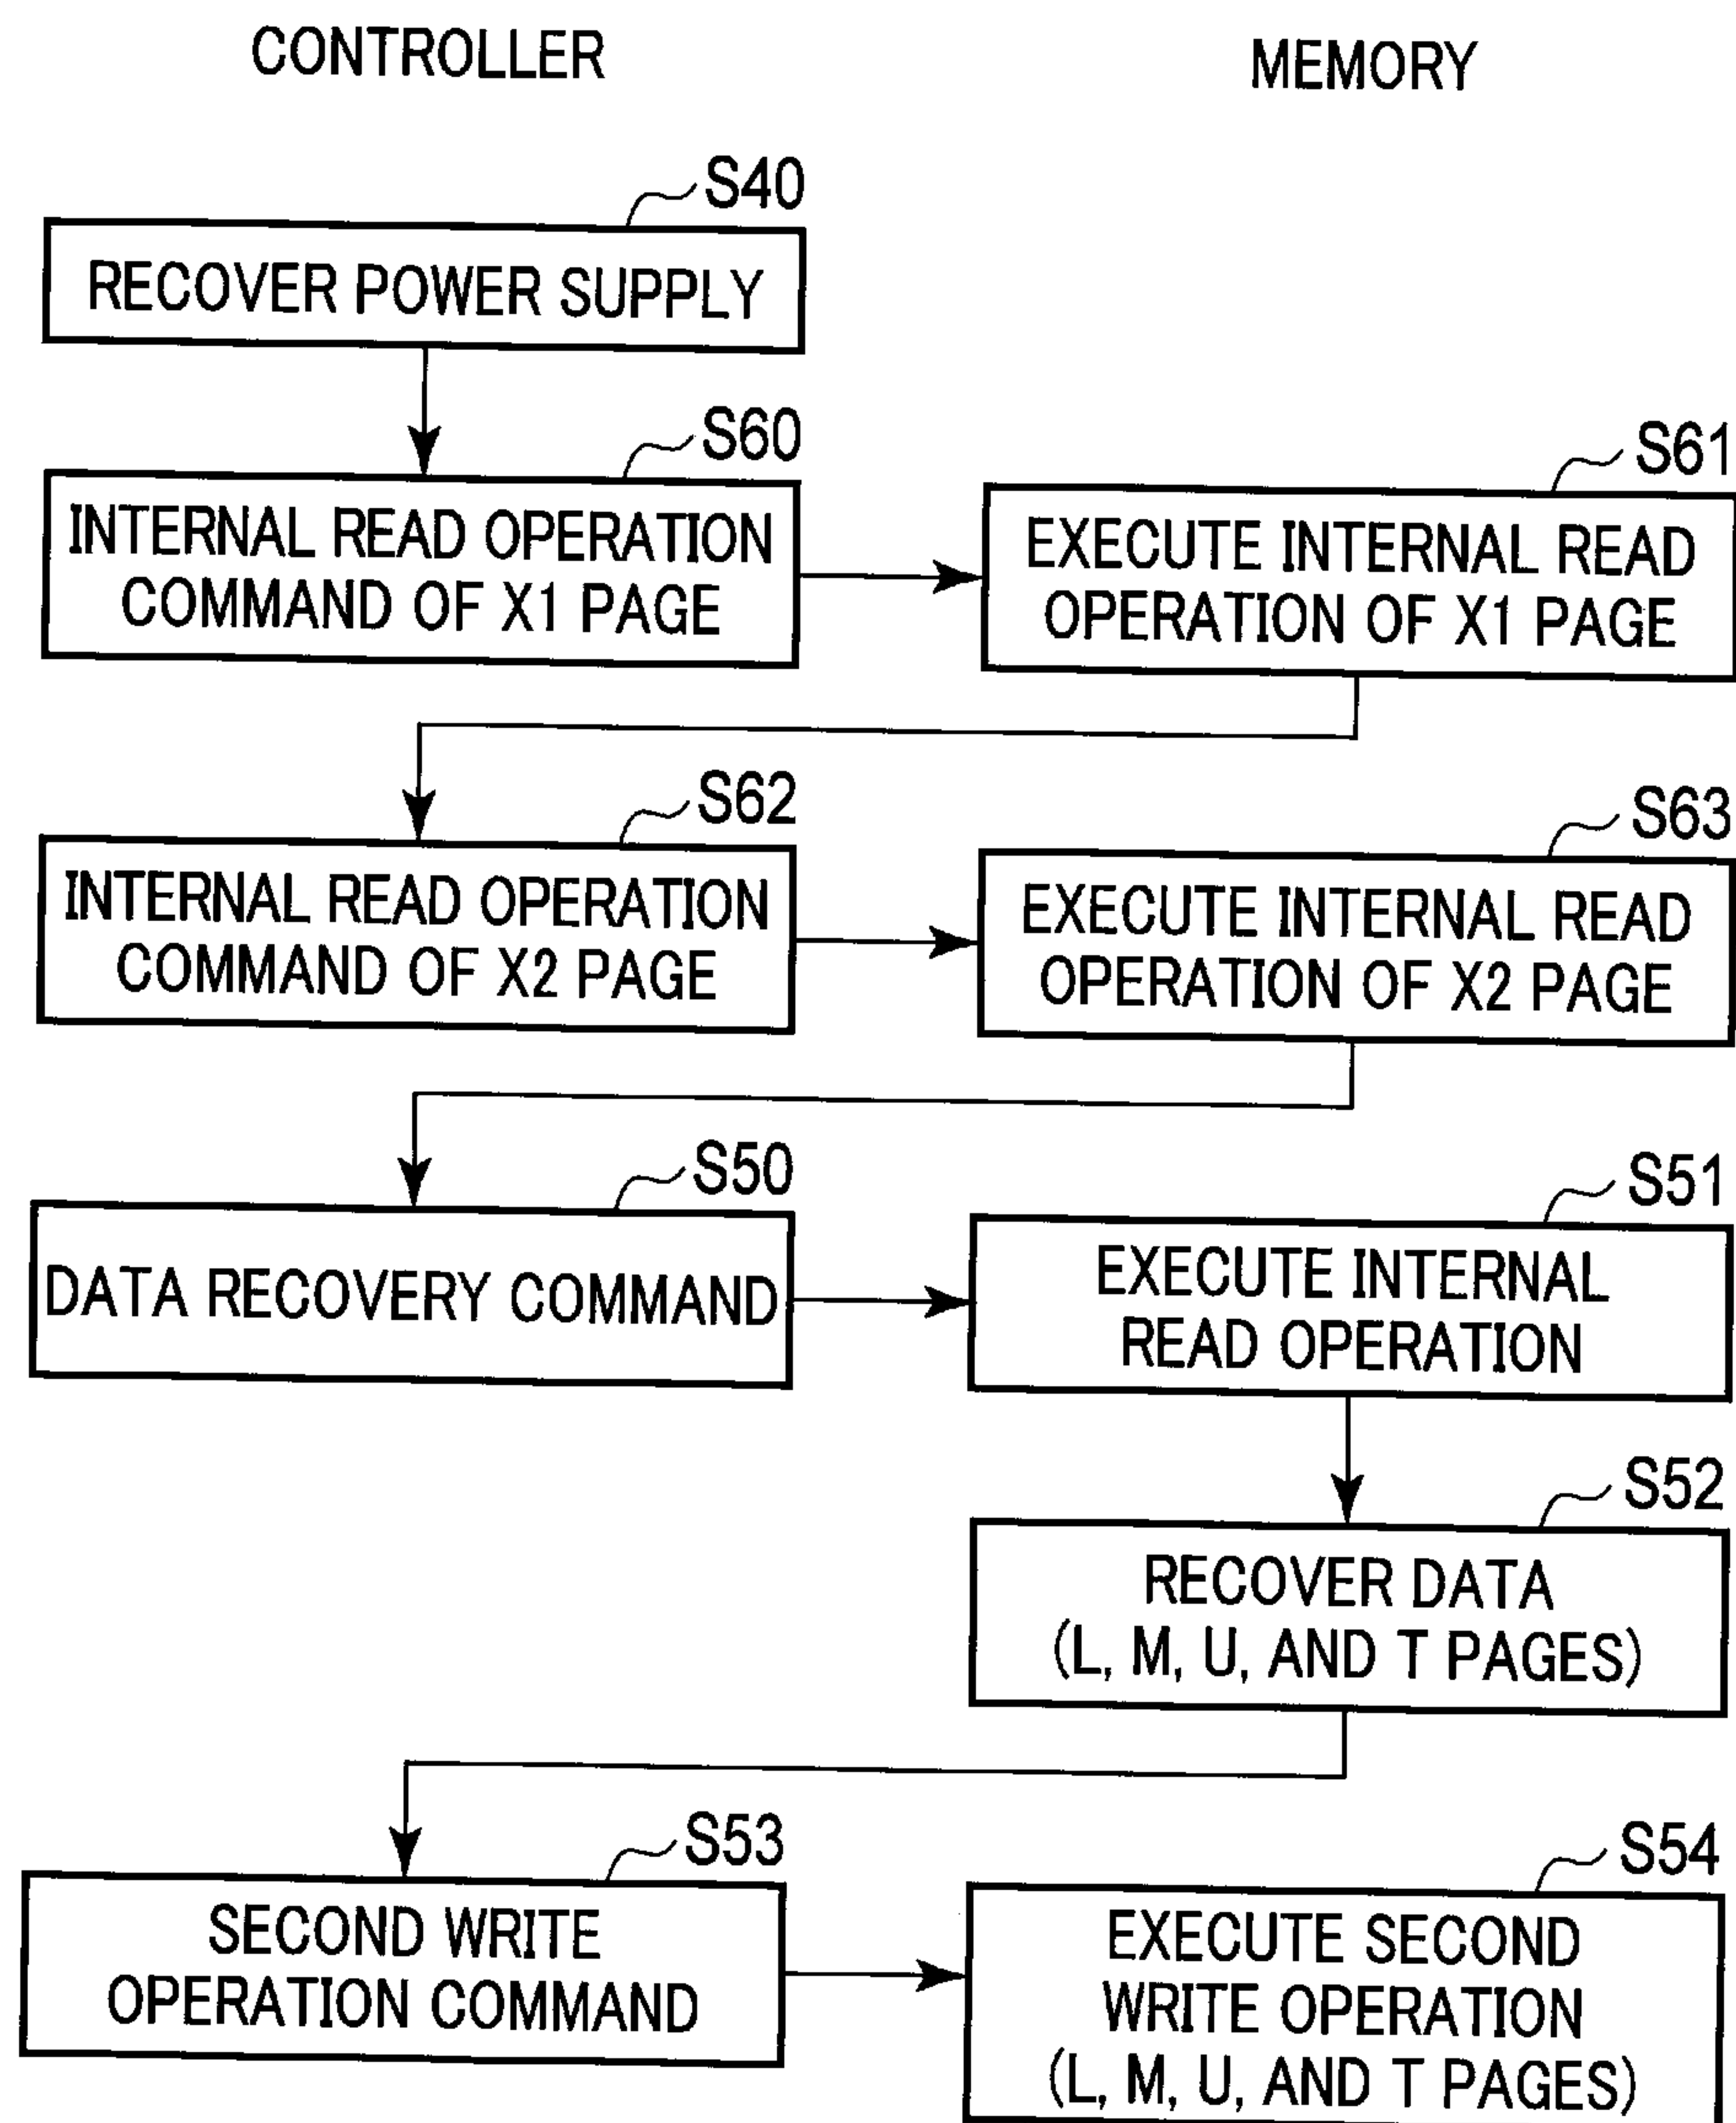 CONTROLLER
MEMORY
S40
RECOVER POWER SUPPLY
S60
INTERNAL READ OPERATION
COMMAND OF X1 PAGE
S61
EXECUTE INTERNAL READ
OPERATION OF X1 PAGE
S62
INTERNAL READ OPERATION
COMMAND OF X2 PAGE
S63
EXECUTE INTERNAL READ
OPERATION OF X2 PAGE
S50
DATA RECOVERY COMMAND
S51
EXECUTE INTERNAL
READ OPERATION
S52
RECOVER DATA
(L, M, U, AND T PAGES)
S53
SECOND WRITE
OPERATION COMMAND
S54
EXECUTE SECOND
WRITE OPERATION
(L, M, U, AND T PAGES)